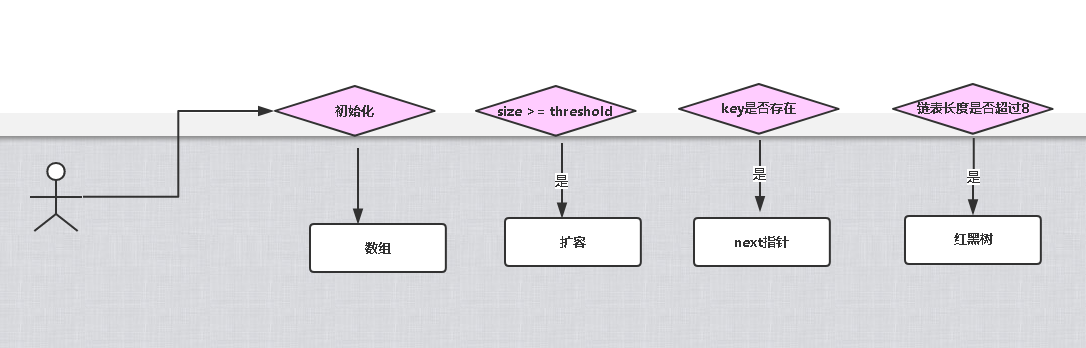 初始化
size >= threshold
key是否存在
链表长度是否超过8
是
是
是
数组
扩容
next指针
红黑树